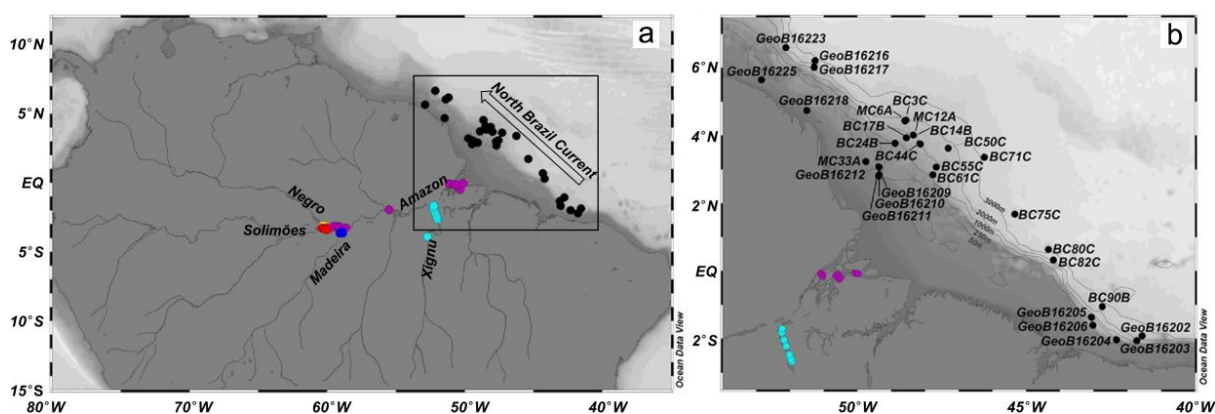 a
10°N
5°N
EQ
5°S
10°S
15°S
80°W
70°W
60°W
50°W
40°W
North Brazil Current
Amazon
Negro
Solimões
Madeira
Xignu
Ocean Data View
b
6°N
4°N
2°N
EQ
2°S
50°W
45°W
GeoB16223
GeoB16216
GeoB16217
GeoB16225
GeoB16218
BC3C
MC6A
MC12A
BC17B
BC14B
BC24B
BC50C
BC44C
BC71C
MC33A
BC55C
GeoB16212
BC61C
GeoB16209
GeoB16210
GeoB16211
3000m
2000m
1000m
250m
50m
BC75C
BC80C
BC82C
BC90B
GeoB16205
GeoB16206
GeoB16202
GeoB16204
GeoB16203
Ocean Data View